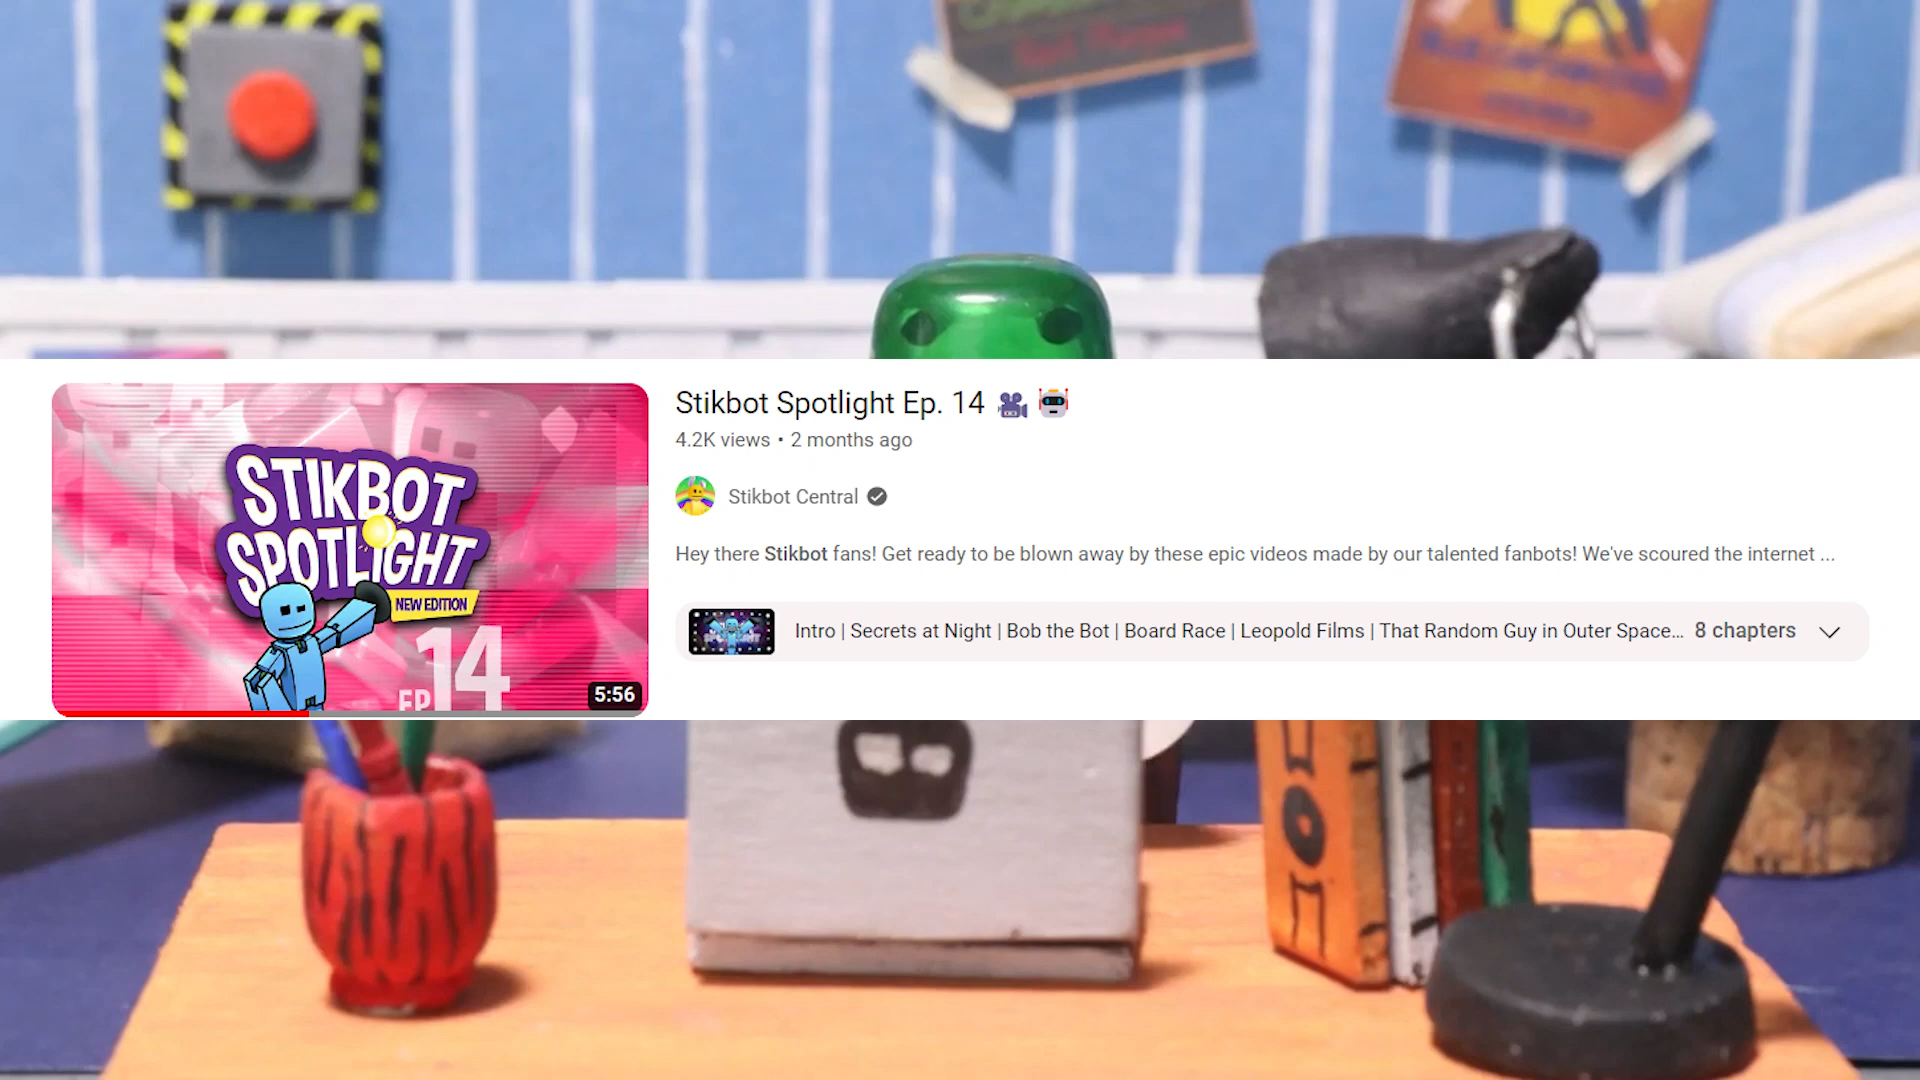 Stikbot Spotlight Ep. 14
4.2K views • 2 months ago
Stikbot Central
Hey there Stikbot fans! Get ready to be blown away by these epic videos made by our talented fanbots! We've scoured the internet ...
Intro | Secrets at Night | Bob the Bot | Board Race | Leopold Films | That Random Guy in Outer Space... 8 chapters
STIKBOT
SPOTLIGHT
NEW EDITION
EP 14
5:56